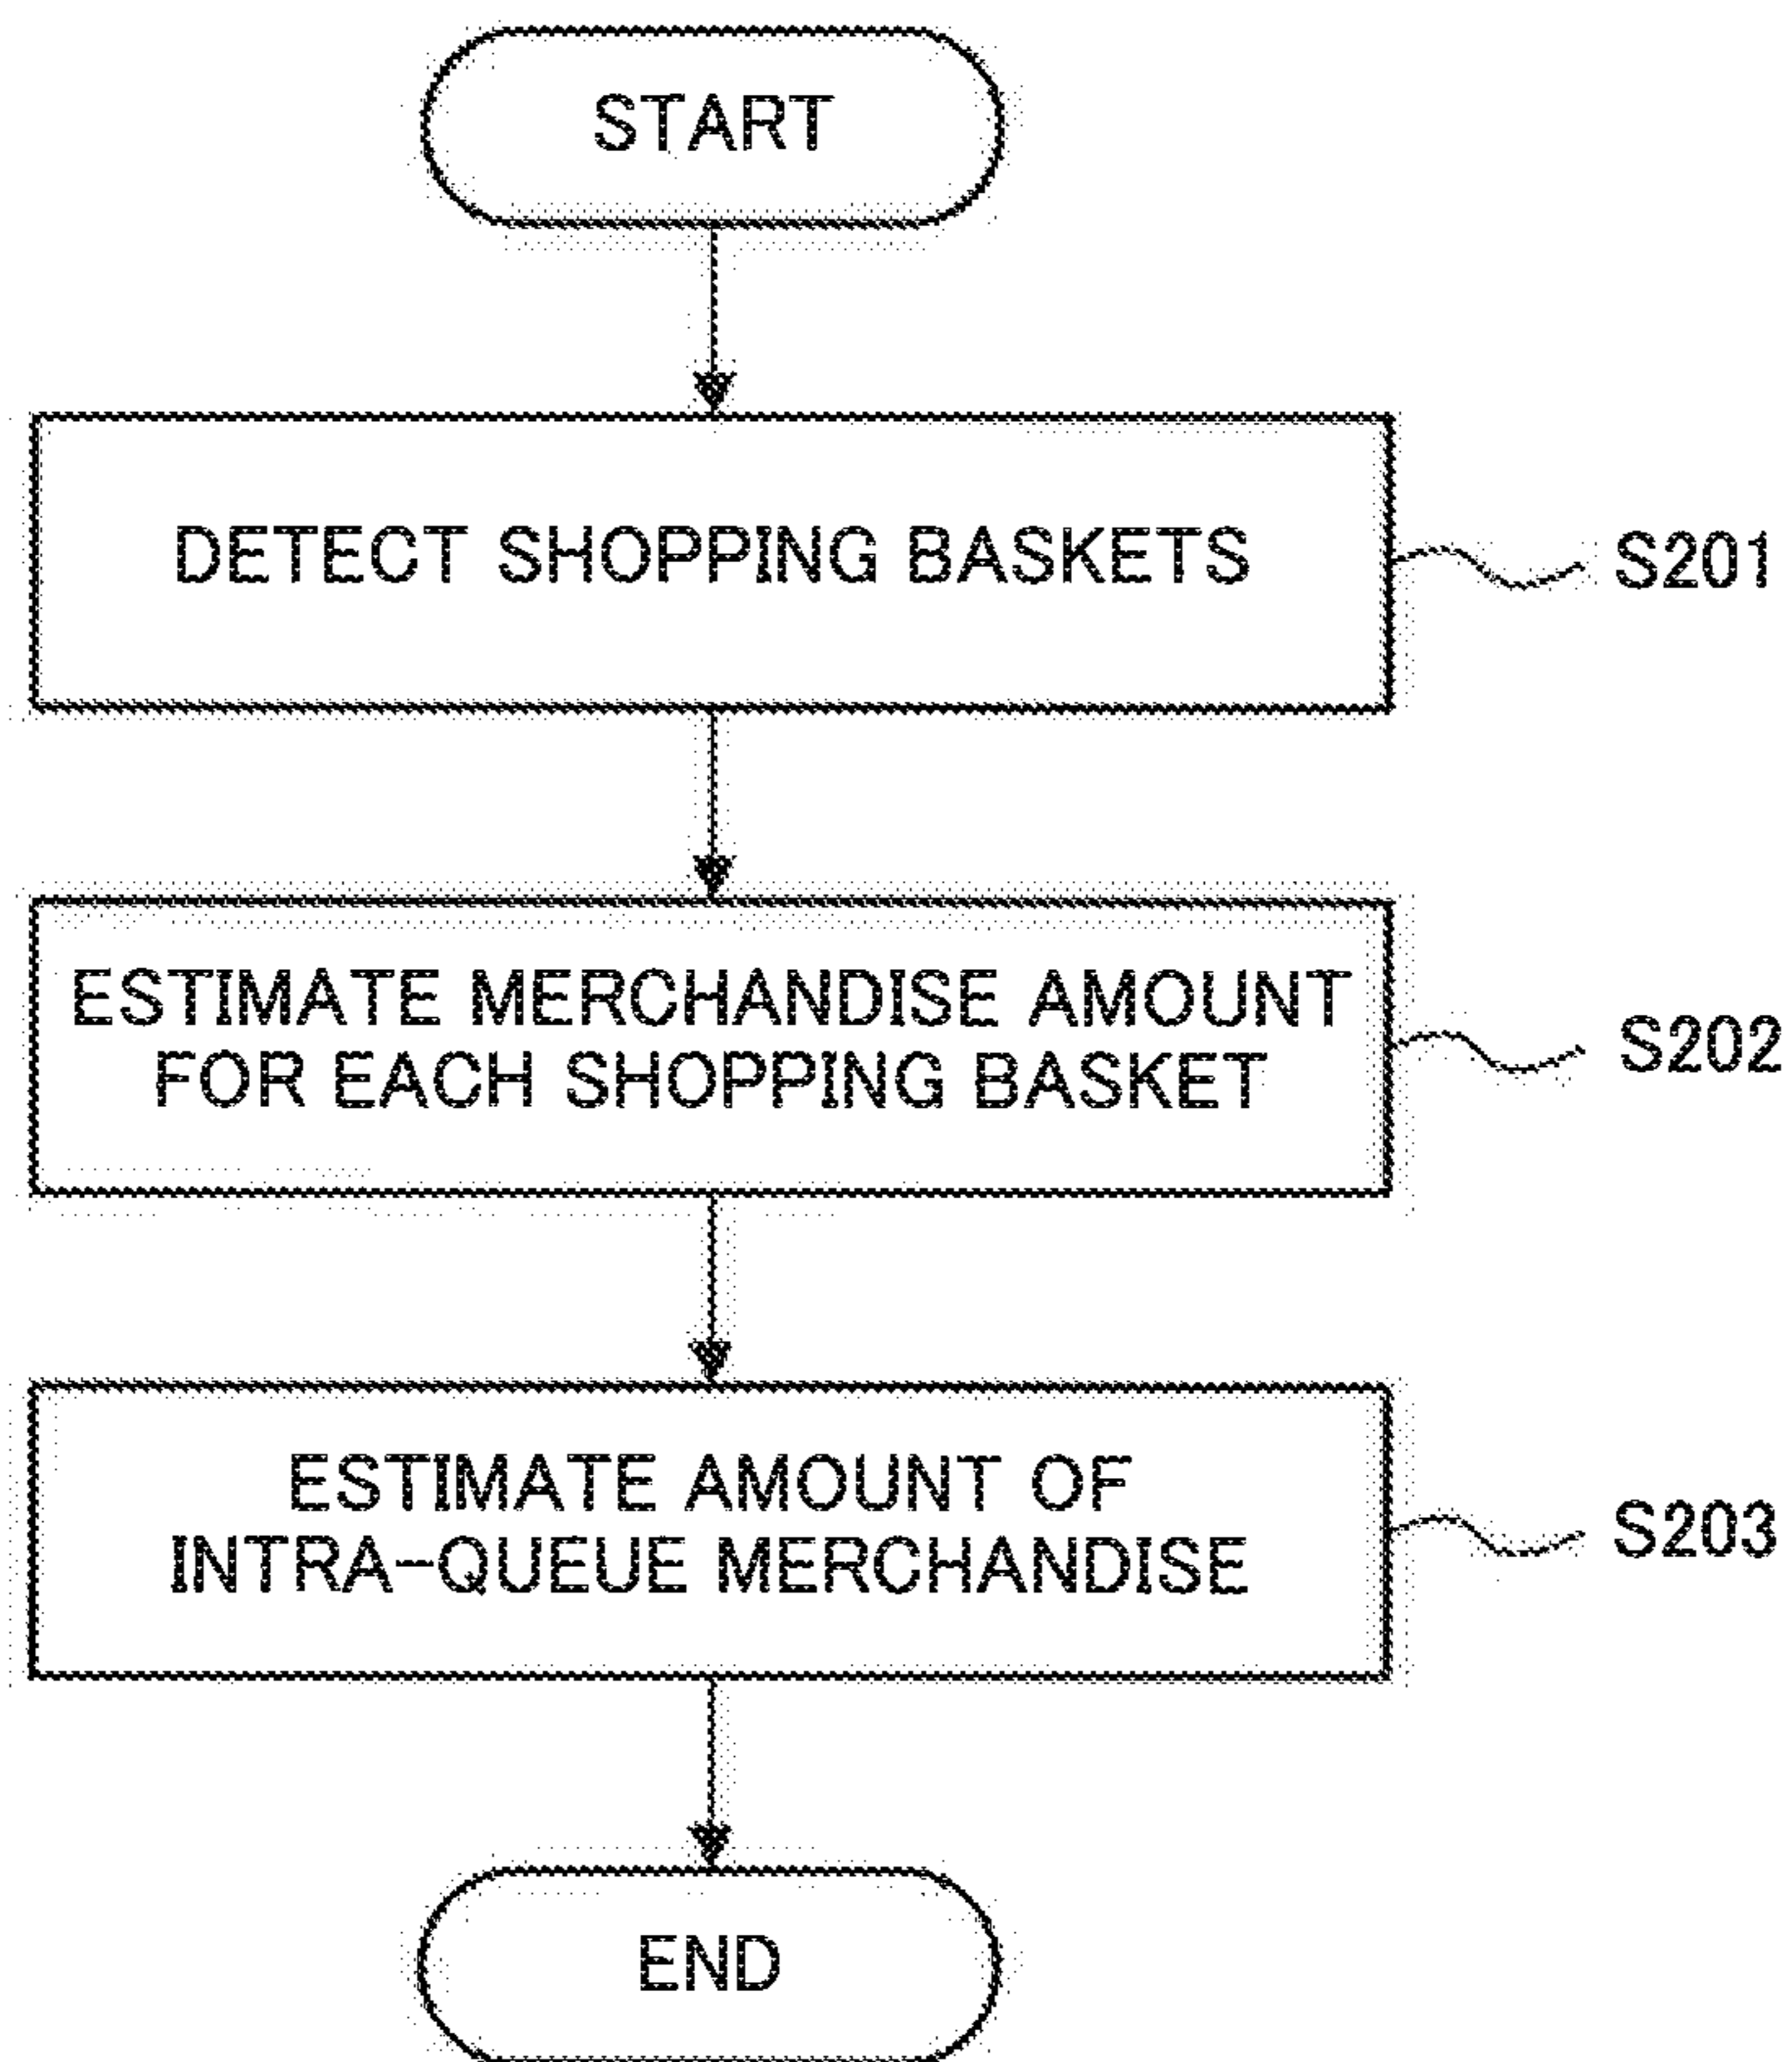 START
DETECT SHOPPING BASKETS
S201
ESTIMATE MERCHANDISE AMOUNT
FOR EACH SHOPPING BASKET
S202
ESTIMATE AMOUNT OF
INTRA-QUEUE MERCHANDISE
S203
END